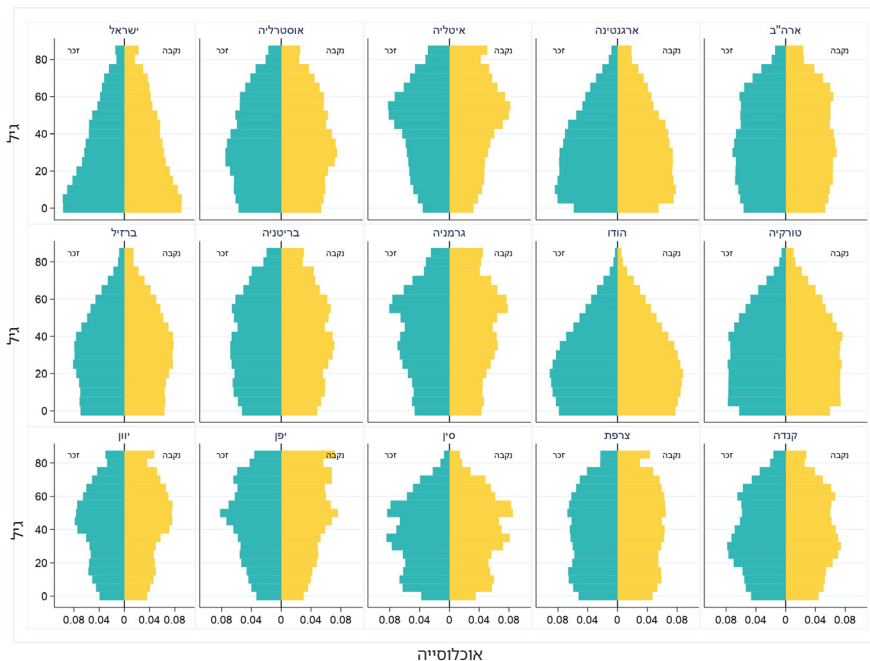 ישראל
אוסטרליה
איטליה
ארגנטינה
ארה"ב
זכר נקבה
זכר נקבה
זכר נקבה
זכר נקבה
זכר נקבה
גיל
80
60
40
20
0
ברזיל
בריטניה
גרמניה
הודו
טורקיה
זכר נקבה
זכר נקבה
זכר נקבה
זכר נקבה
זכר נקבה
גיל
80
60
40
20
0
יוון
יפן
סין
צרפת
קנדה
זכר נקבה
זכר נקבה
זכר נקבה
זכר נקבה
זכר נקבה
גיל
80
60
40
20
0
0.08 0.04 0 0.04 0.08
0.08 0.04 0 0.04 0.08
0.08 0.04 0 0.04 0.08
0.08 0.04 0 0.04 0.08
0.08 0.04 0 0.04 0.08
אוכלוסייה